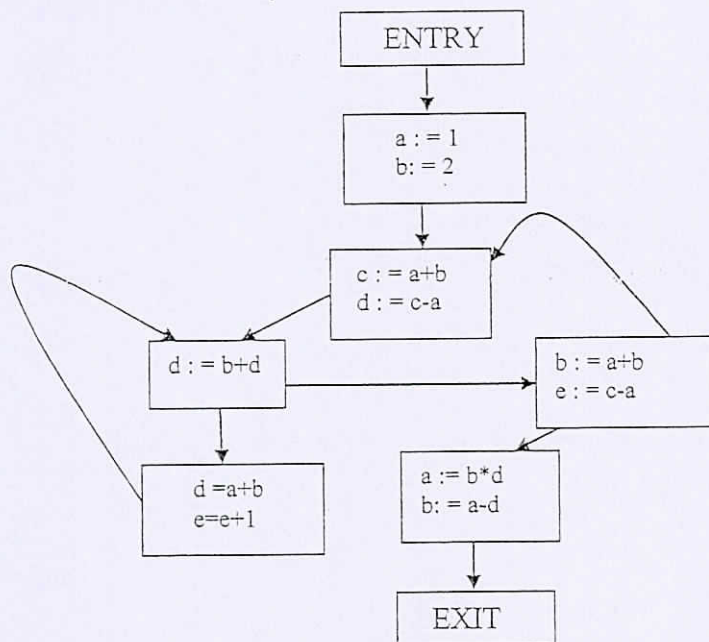 ENTRY
a : = 1
b: = 2
c : = a+b
d : = c-a
d : = b+d
b : = a+b
e : = c-a
d =a+b
e=e+1
a := b*d
b: = a-d
EXIT